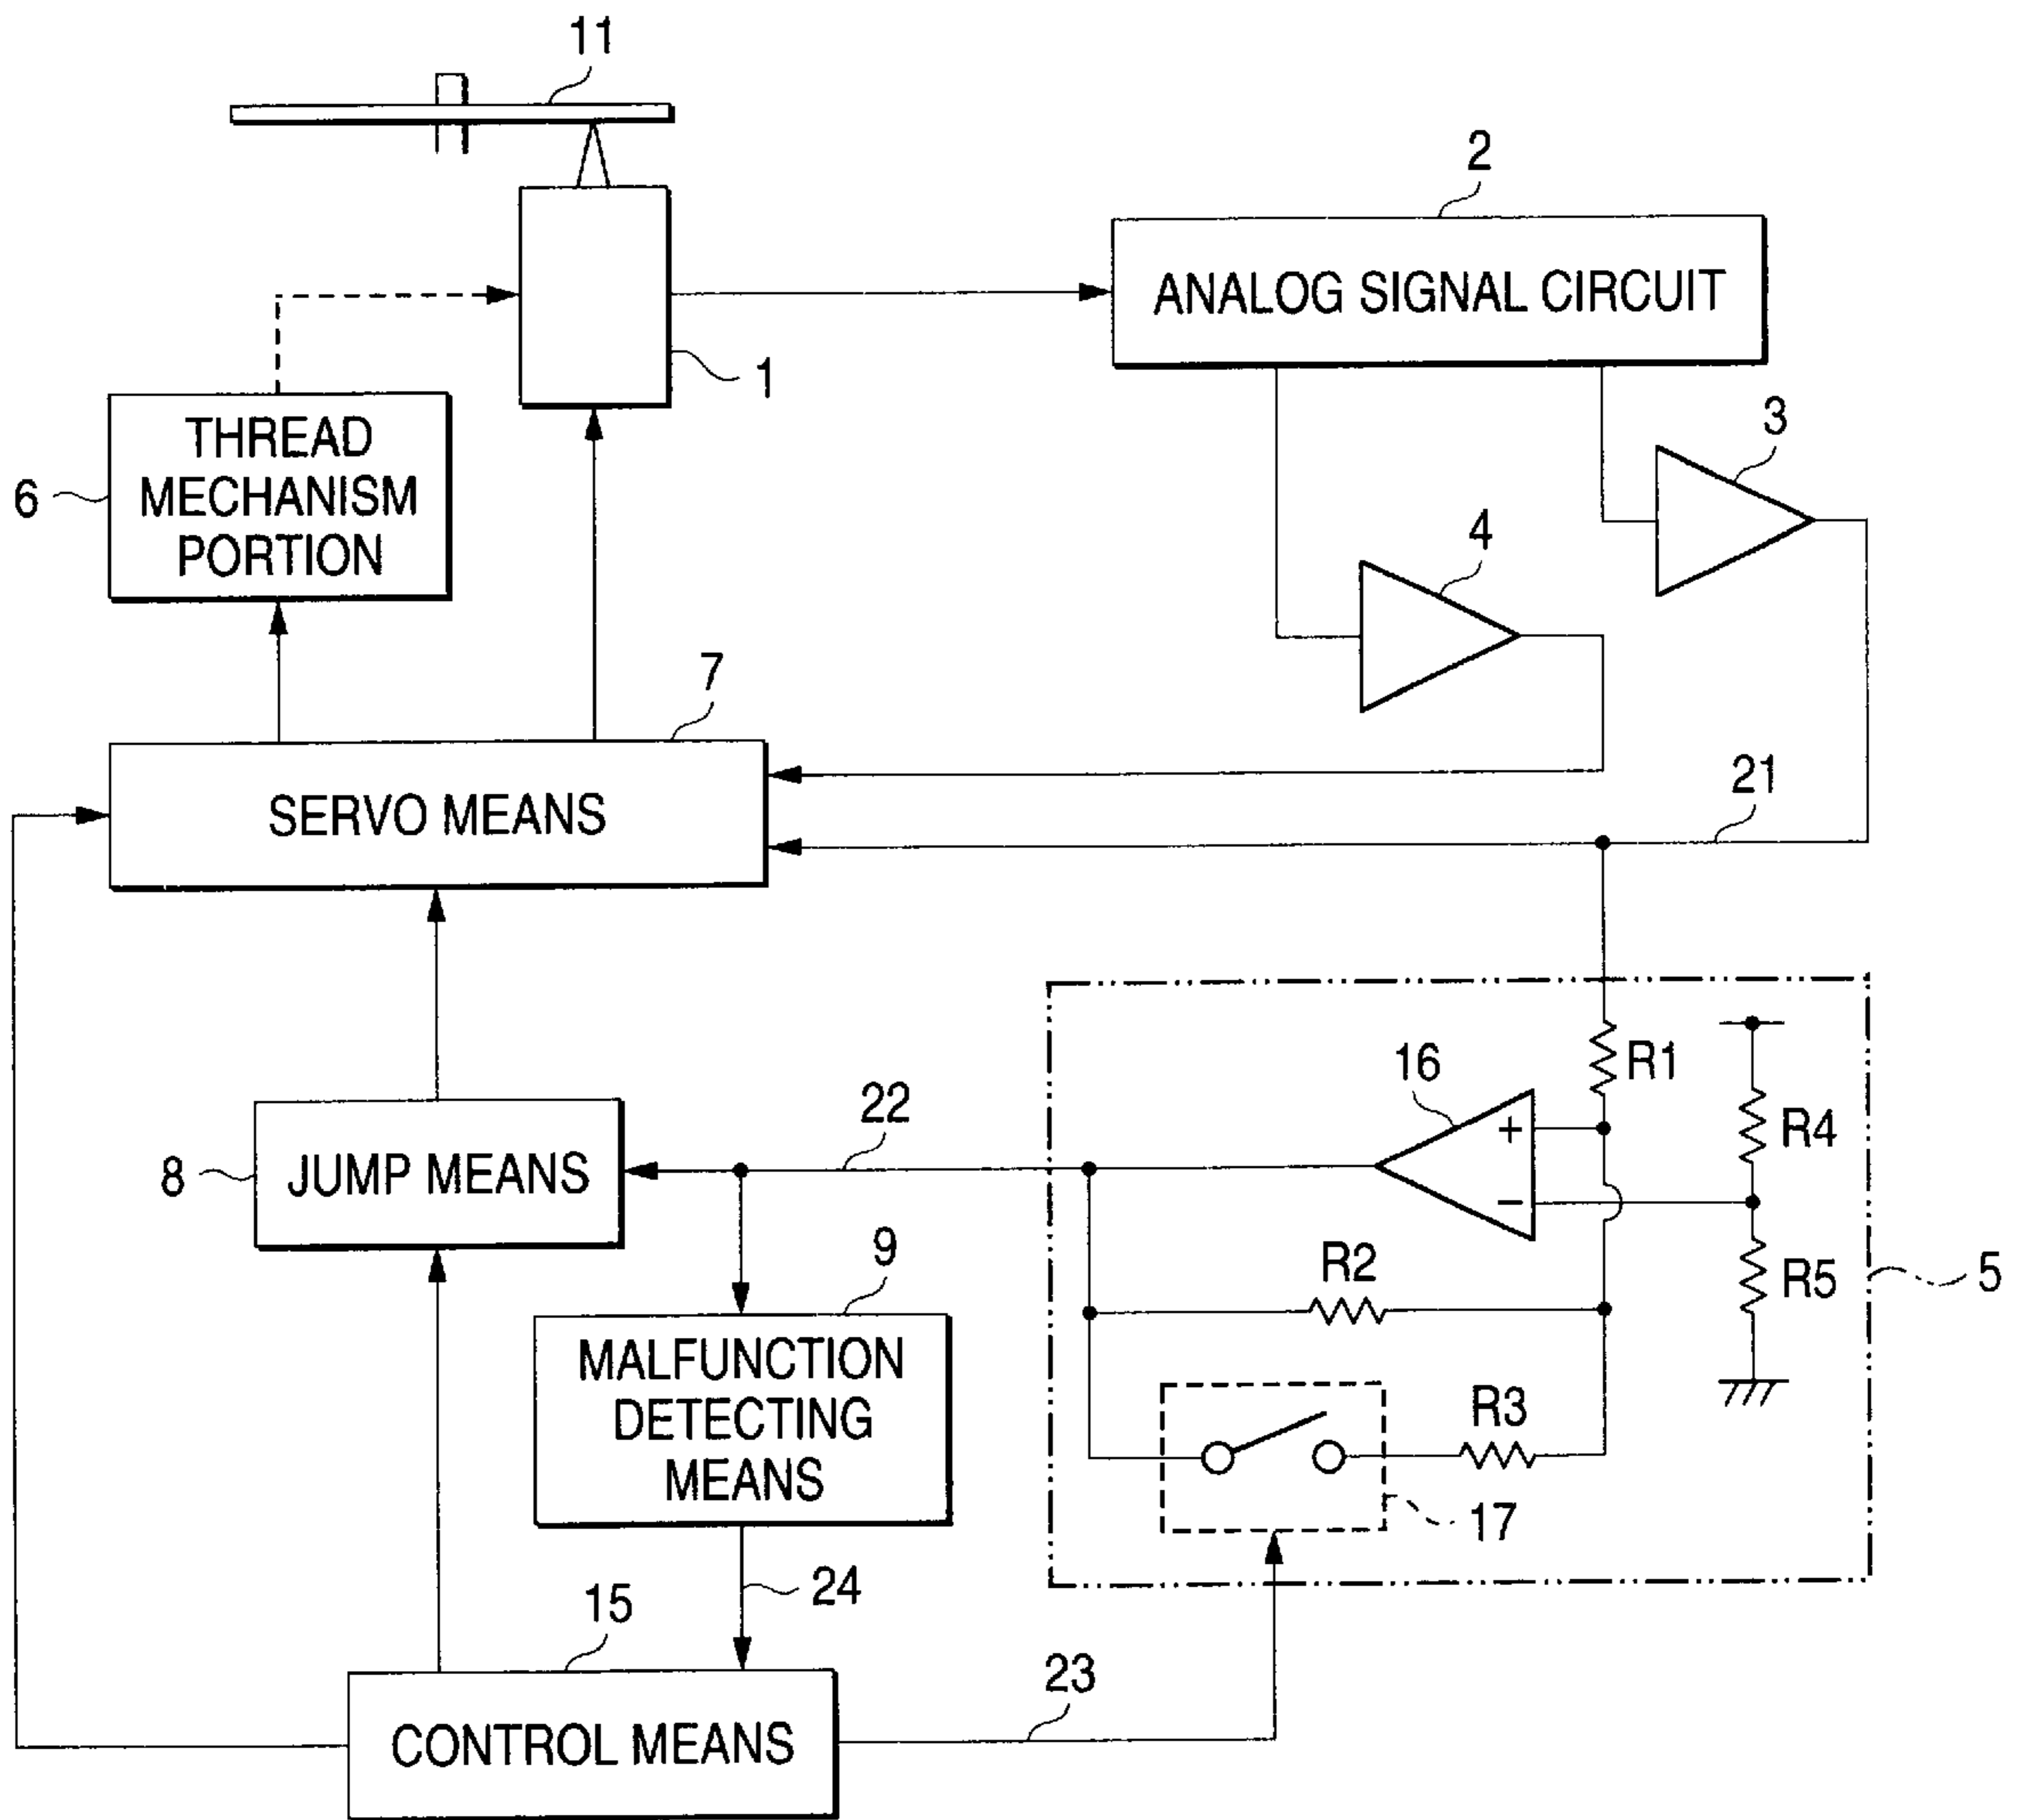 11
2
ANALOG SIGNAL CIRCUIT
1
THREAD
MECHANISM
PORTION
6
3
4
7
SERVO MEANS
21
R1
16
+
−
R4
22
8
JUMP MEANS
9
R2
R5
5
MALFUNCTION
DETECTING
MEANS
R3
17
24
15
23
CONTROL MEANS